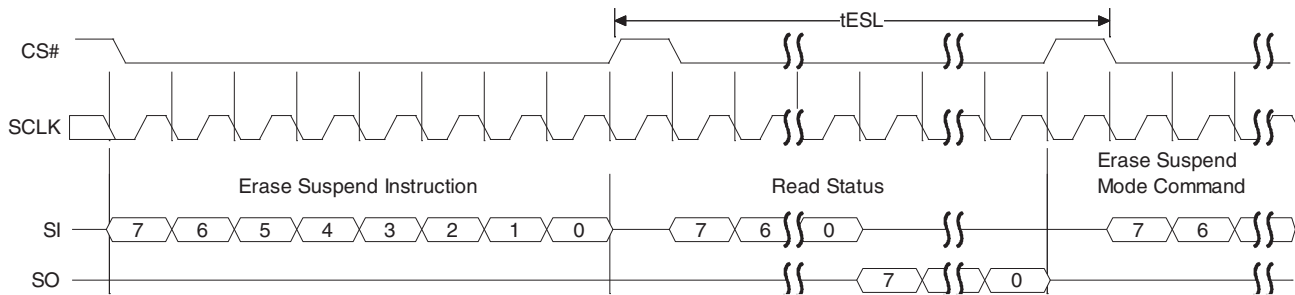 tESL
CS#
SCLK
Erase Suspend Instruction
Read Status
Erase Suspend
Mode Command
SI 7 6 5 4 3 2 1 0 7 6 0 7 6
SO 7 0